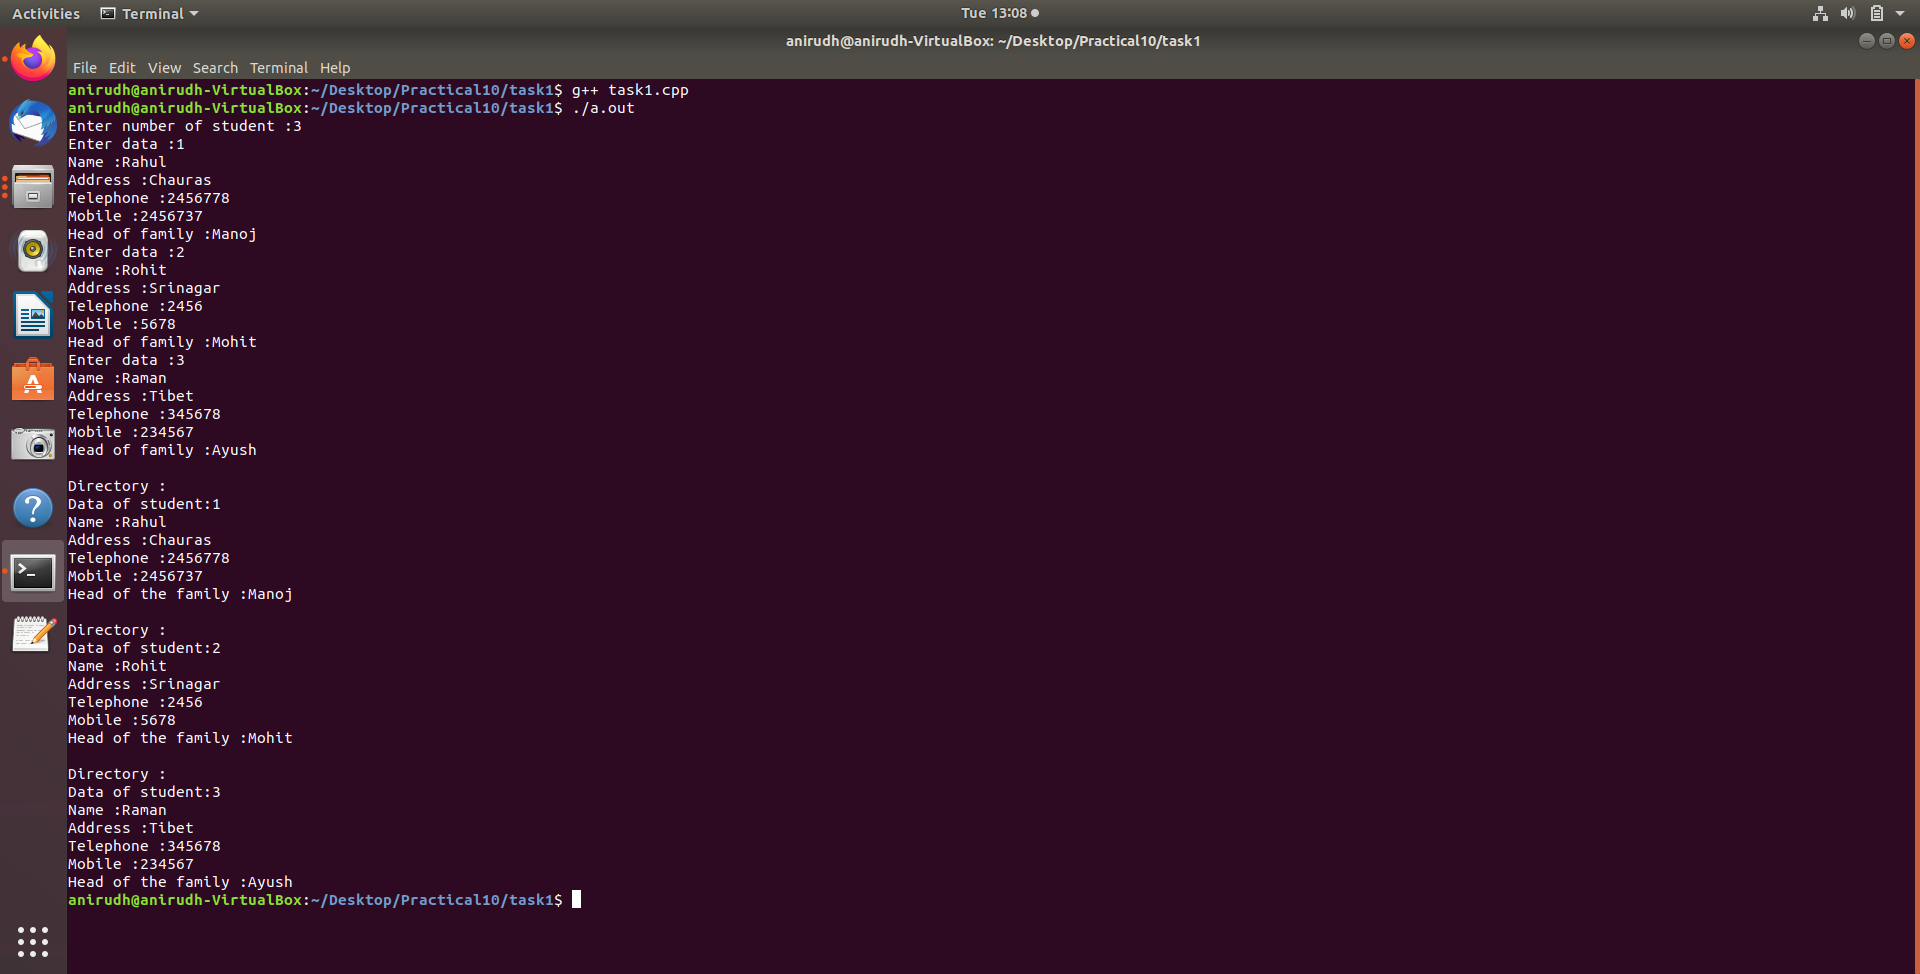 Activities Terminal Tue 13:08
anirudh@anirudh-VirtualBox: ~/Desktop/Practical10/task1
File Edit View Search Terminal Help
anirudh@anirudh-VirtualBox:~/Desktop/Practical10/task1$ g++ task1.cpp
anirudh@anirudh-VirtualBox:~/Desktop/Practical10/task1$ ./a.out
Enter number of student :3
Enter data :1
Name :Rahul
Address :Chauras
Telephone :2456778
Mobile :2456737
Head of family :Manoj
Enter data :2
Name :Rohit
Address :Srinagar
Telephone :2456
Mobile :5678
Head of family :Mohit
Enter data :3
Name :Raman
Address :Tibet
Telephone :345678
Mobile :234567
Head of family :Ayush

Directory :
Data of student:1
Name :Rahul
Address :Chauras
Telephone :2456778
Mobile :2456737
Head of the family :Manoj

Directory :
Data of student:2
Name :Rohit
Address :Srinagar
Telephone :2456
Mobile :5678
Head of the family :Mohit

Directory :
Data of student:3
Name :Raman
Address :Tibet
Telephone :345678
Mobile :234567
Head of the family :Ayush
anirudh@anirudh-VirtualBox:~/Desktop/Practical10/task1$